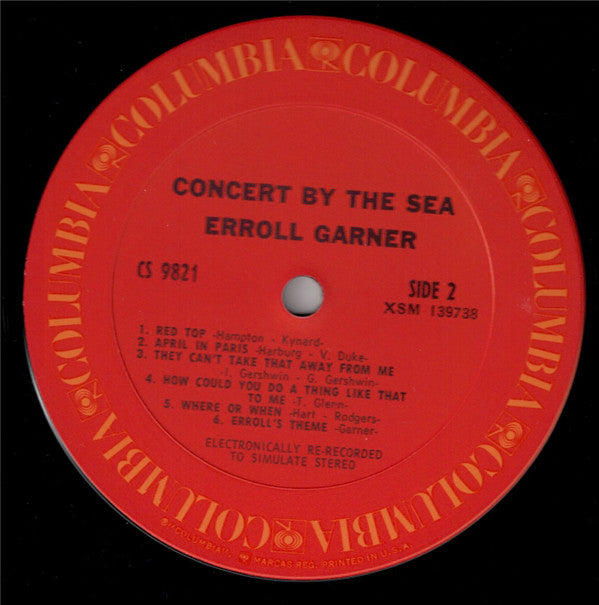 COLUMBIA COLUMBIA COLUMBIA COLUMBIA COLUMBIA COLUMBIA
CONCERT BY THE SEA
ERROLL GARNER
CS 9821
SIDE 2
XSM 139738
1. RED TOP -Hampton - Kynard-
2. APRIL IN PARIS -Harburg - V. Duke-
3. THEY CAN'T TAKE THAT AWAY FROM ME
-I. Gershwin - G. Gershwin-
4. HOW COULD YOU DO A THING LIKE THAT
TO ME -T. Glenn-
5. WHERE OR WHEN -Hart - Rodgers-
6. ERROLL'S THEME -Garner-
ELECTRONICALLY RE-RECORDED
TO SIMULATE STEREO
®"COLUMBIA", MARCAS REG. PRINTED IN U.S.A.